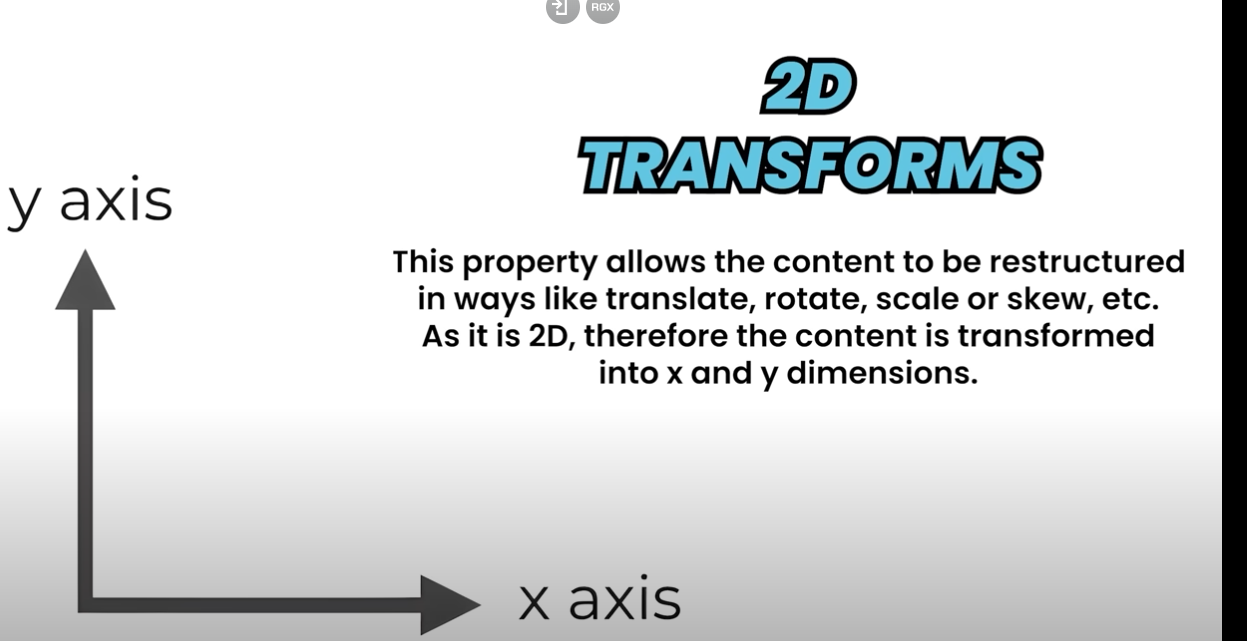 RGX
2D
TRANSFORMS
y axis
This property allows the content to be restructured
in ways like translate, rotate, scale or skew, etc.
As it is 2D, therefore the content is transformed
into x and y dimensions.
x axis